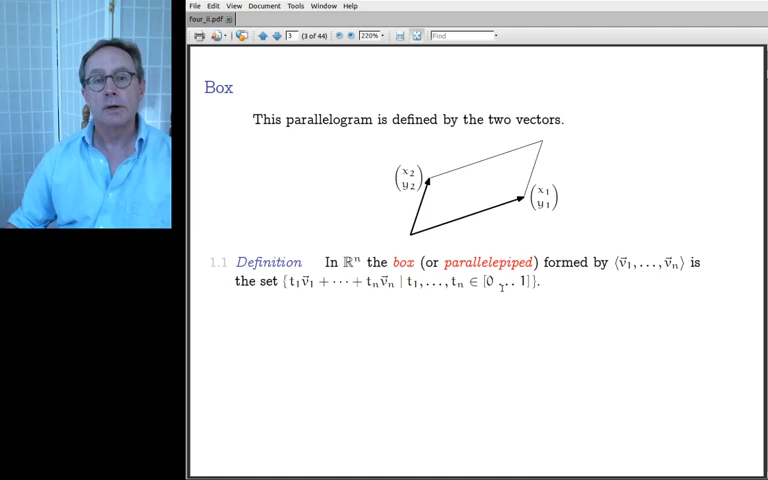 File Edit View Document Tools Window Help
four_ii.pdf
3 (3 of 44) 220% Find
Box
This parallelogram is defined by the two vectors.
(x₂ y₂)
(x₁ y₁)
1.1 Definition In ℝⁿ the box (or parallelepiped) formed by ⟨v⃗₁, . . . , v⃗ₙ⟩ is
the set {t₁v⃗₁ + · · · + tₙv⃗ₙ | t₁, . . . , tₙ ∈ [0 . . . 1]}.